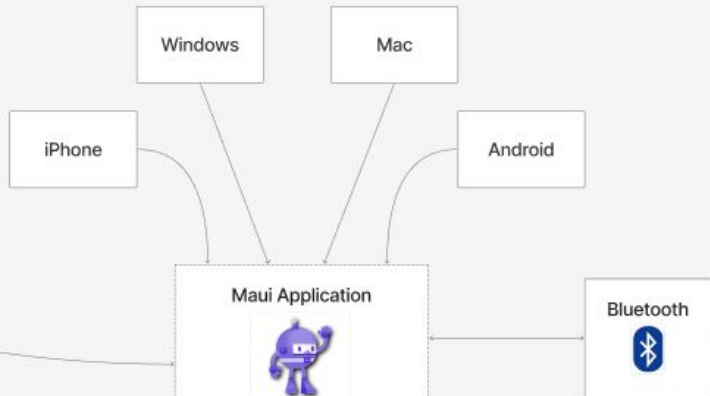 Windows
Mac
iPhone
Android
Maui Application
Bluetooth